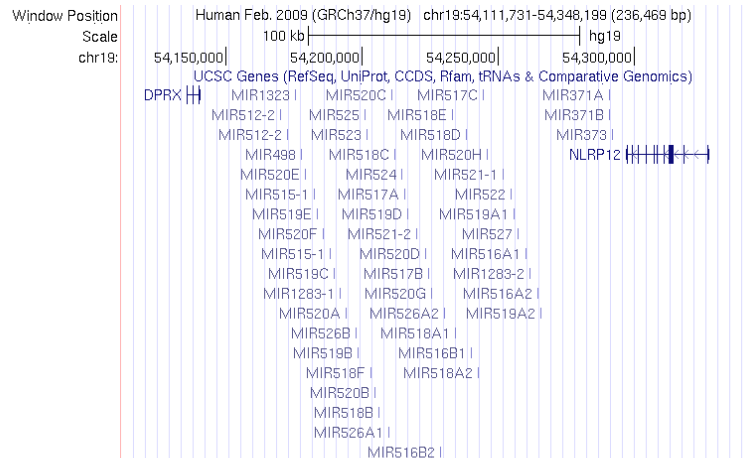 Window Position Human Feb. 2009 (GRCh37/hg19) chr19:54,111,731-54,348,199 (236,469 bp)
Scale 100 kb hg19
chr19: 54,150,000 54,200,000 54,250,000 54,300,000
UCSC Genes (RefSeq, UniProt, CCDS, Rfam, tRNAs & Comparative Genomics)
DPRX MIR1323 MIR520C MIR517C MIR371A
MIR512-2 MIR525 MIR518E MIR371B
MIR512-2 MIR523 MIR518D MIR373
MIR498 MIR518C MIR520H NLRP12
MIR520E MIR524 MIR521-1
MIR515-1 MIR517A MIR522
MIR519E MIR519D MIR519A1
MIR520F MIR521-2 MIR527
MIR515-1 MIR520D MIR516A1
MIR519C MIR517B MIR1283-2
MIR1283-1 MIR520G MIR516A2
MIR520A MIR526A2 MIR519A2
MIR526B MIR518A1
MIR519B MIR516B1
MIR518F MIR518A2
MIR520B
MIR518B
MIR526A1
MIR516B2